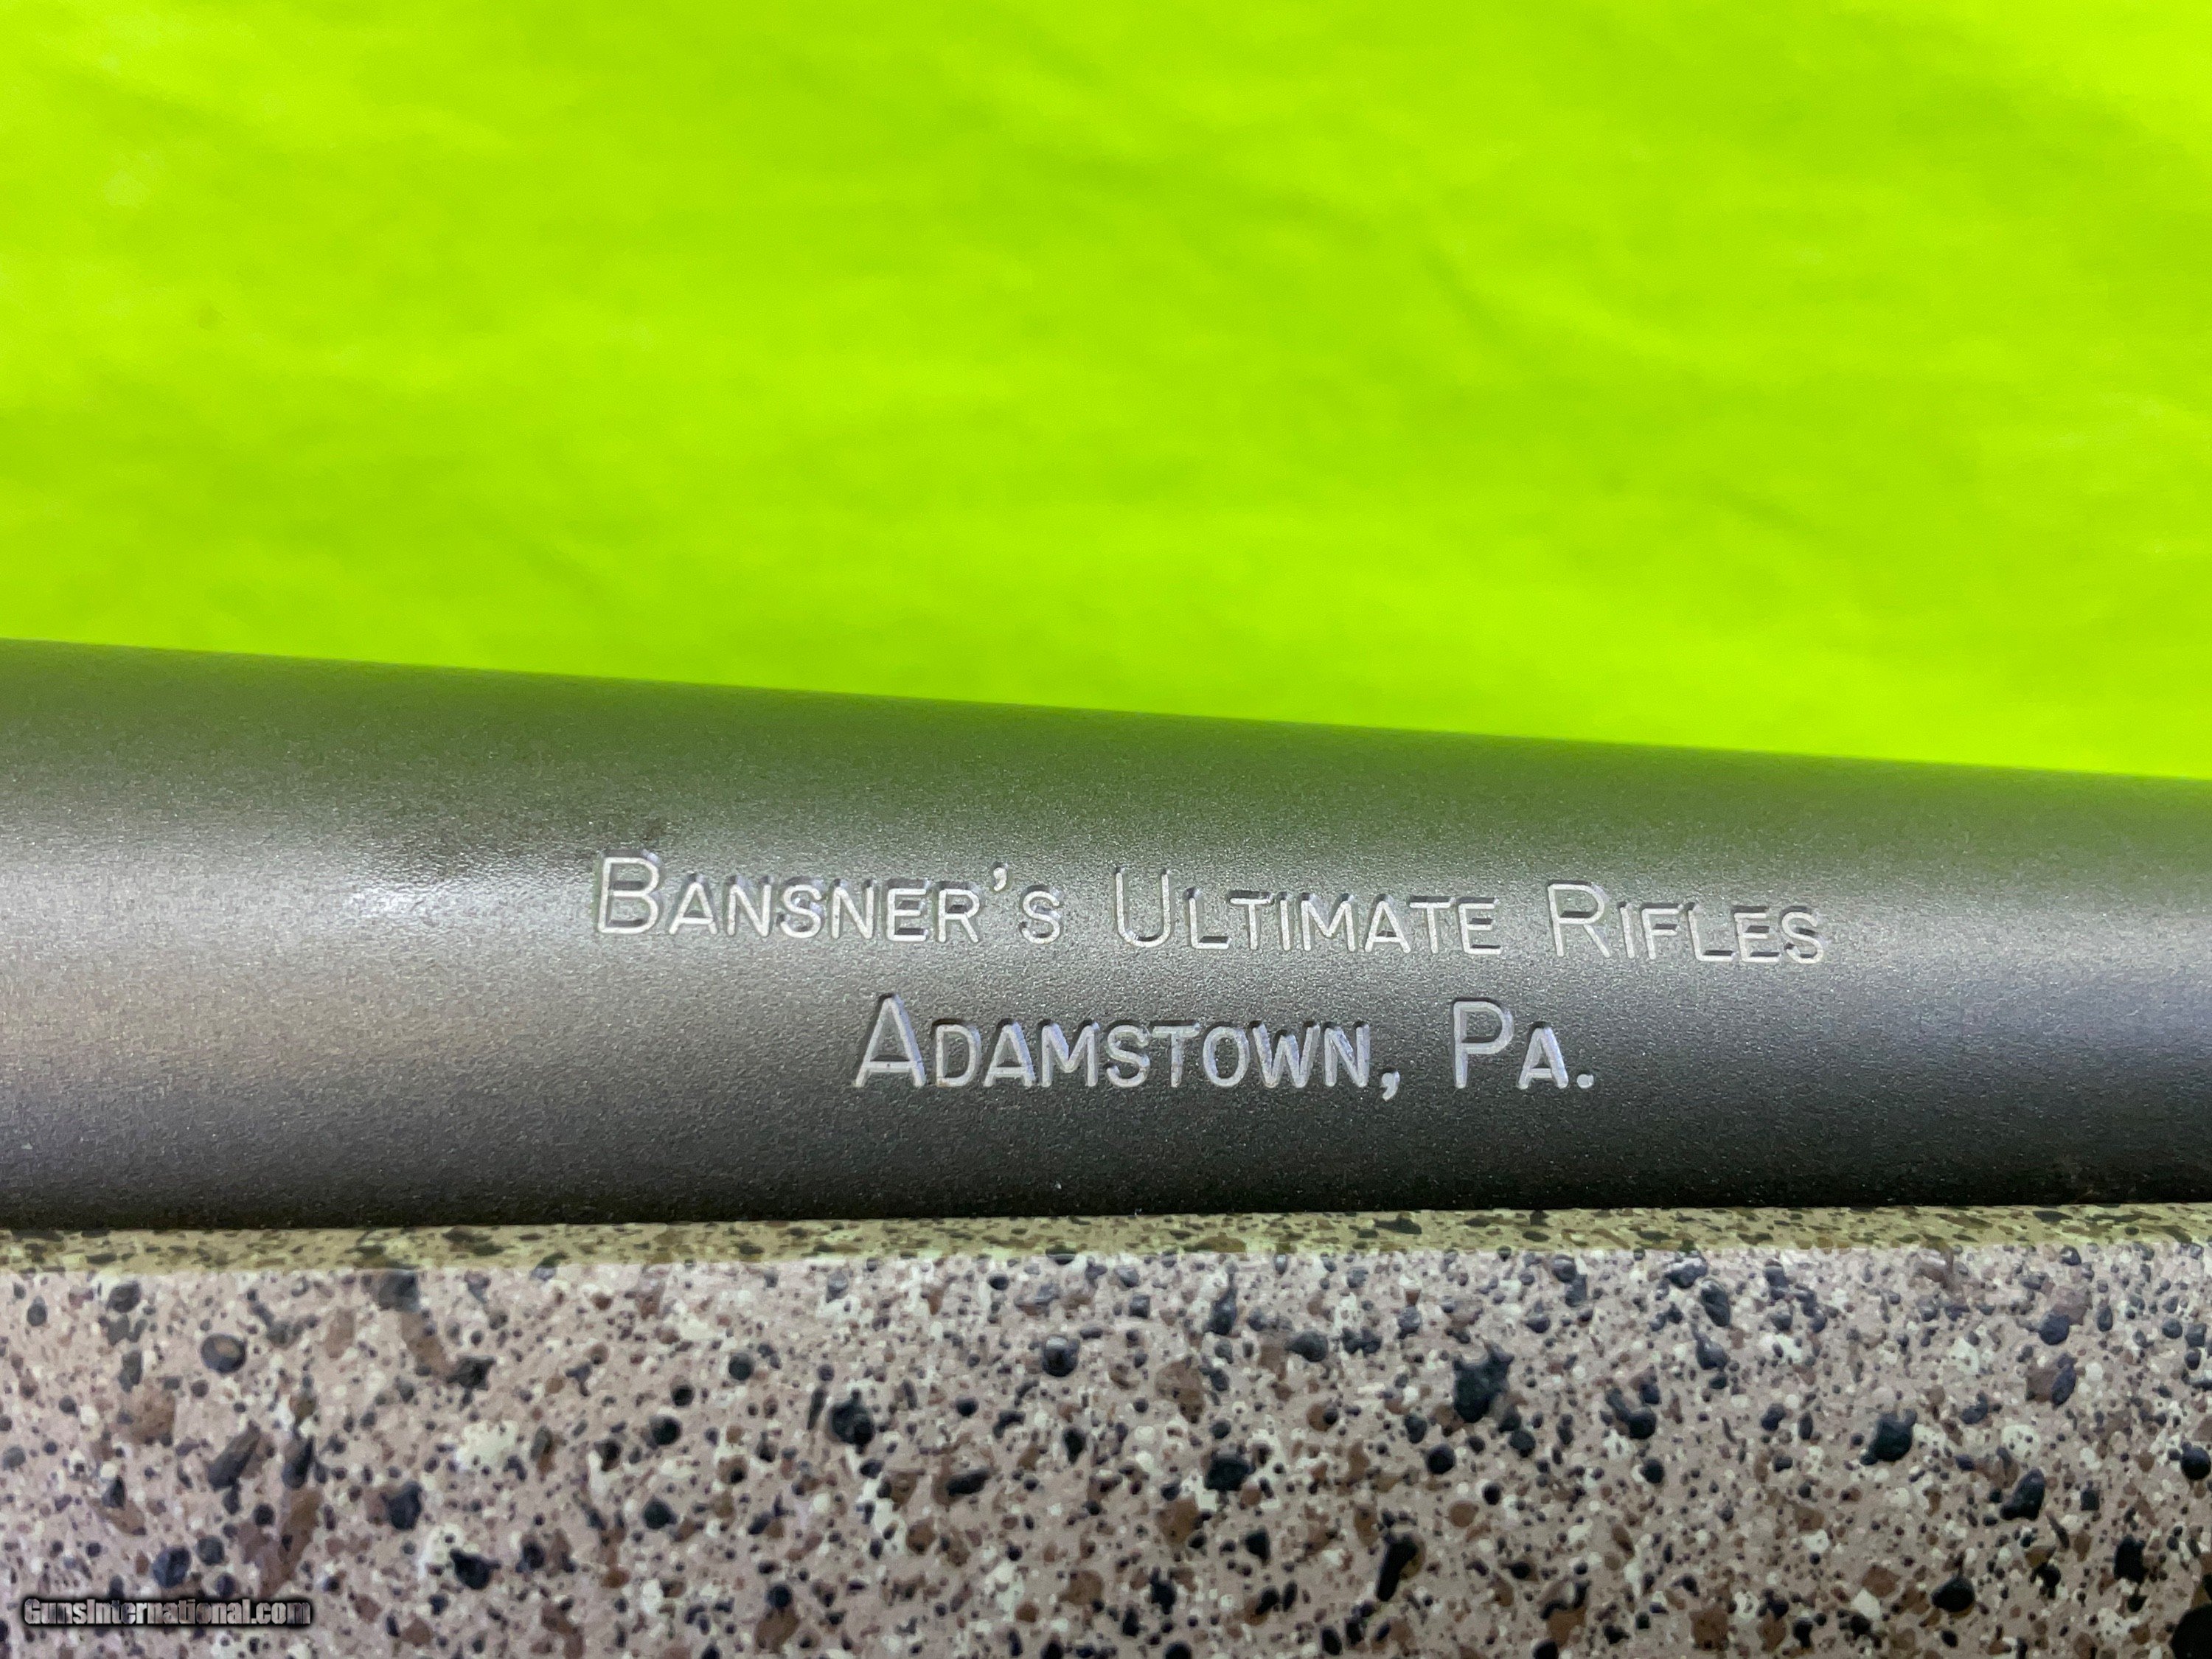 Bansner's Ultimate Rifles
Adamstown, Pa.
GunsInternational.com